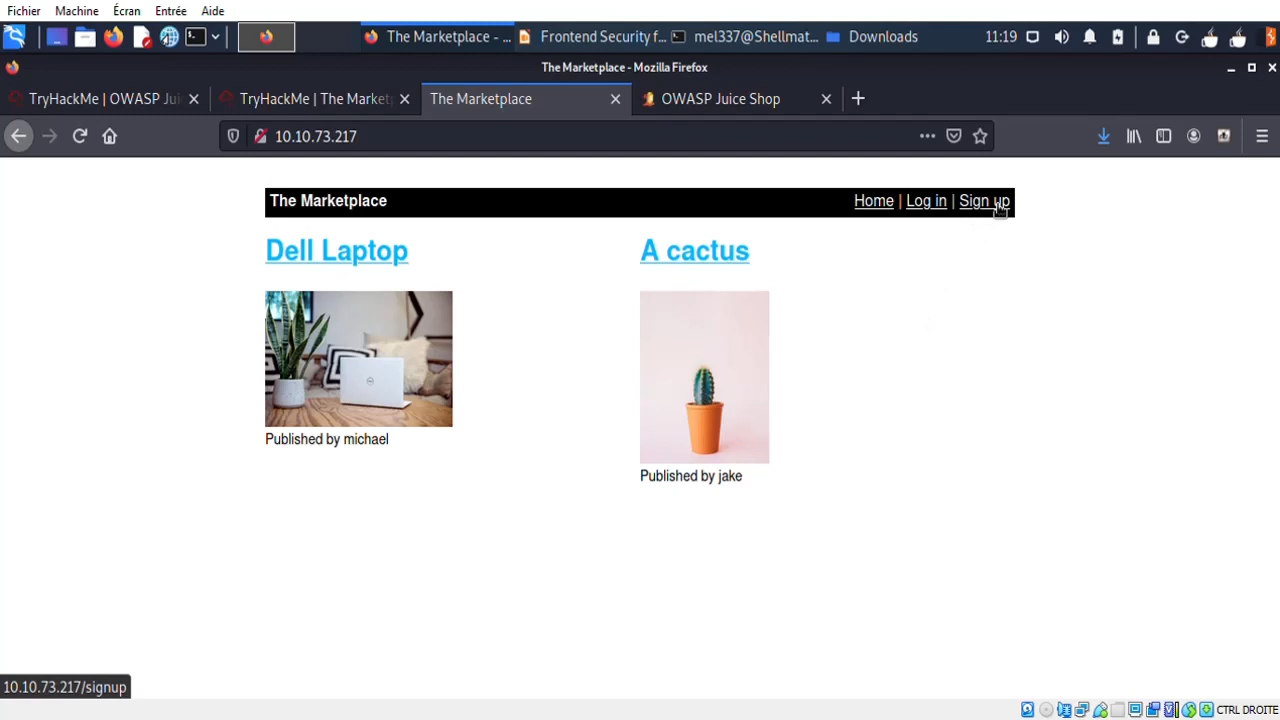 Fichier Machine Écran Entrée Aide
The Marketplace - ... Frontend Security f... mel337@Shellmat... Downloads 11:19
The Marketplace - Mozilla Firefox
TryHackMe | OWASP Jui TryHackMe | The Market The Marketplace OWASP Juice Shop
10.10.73.217
The Marketplace Home | Log in | Sign up
Dell Laptop A cactus
Published by michael
Published by jake
10.10.73.217/signup
CTRL DROITE